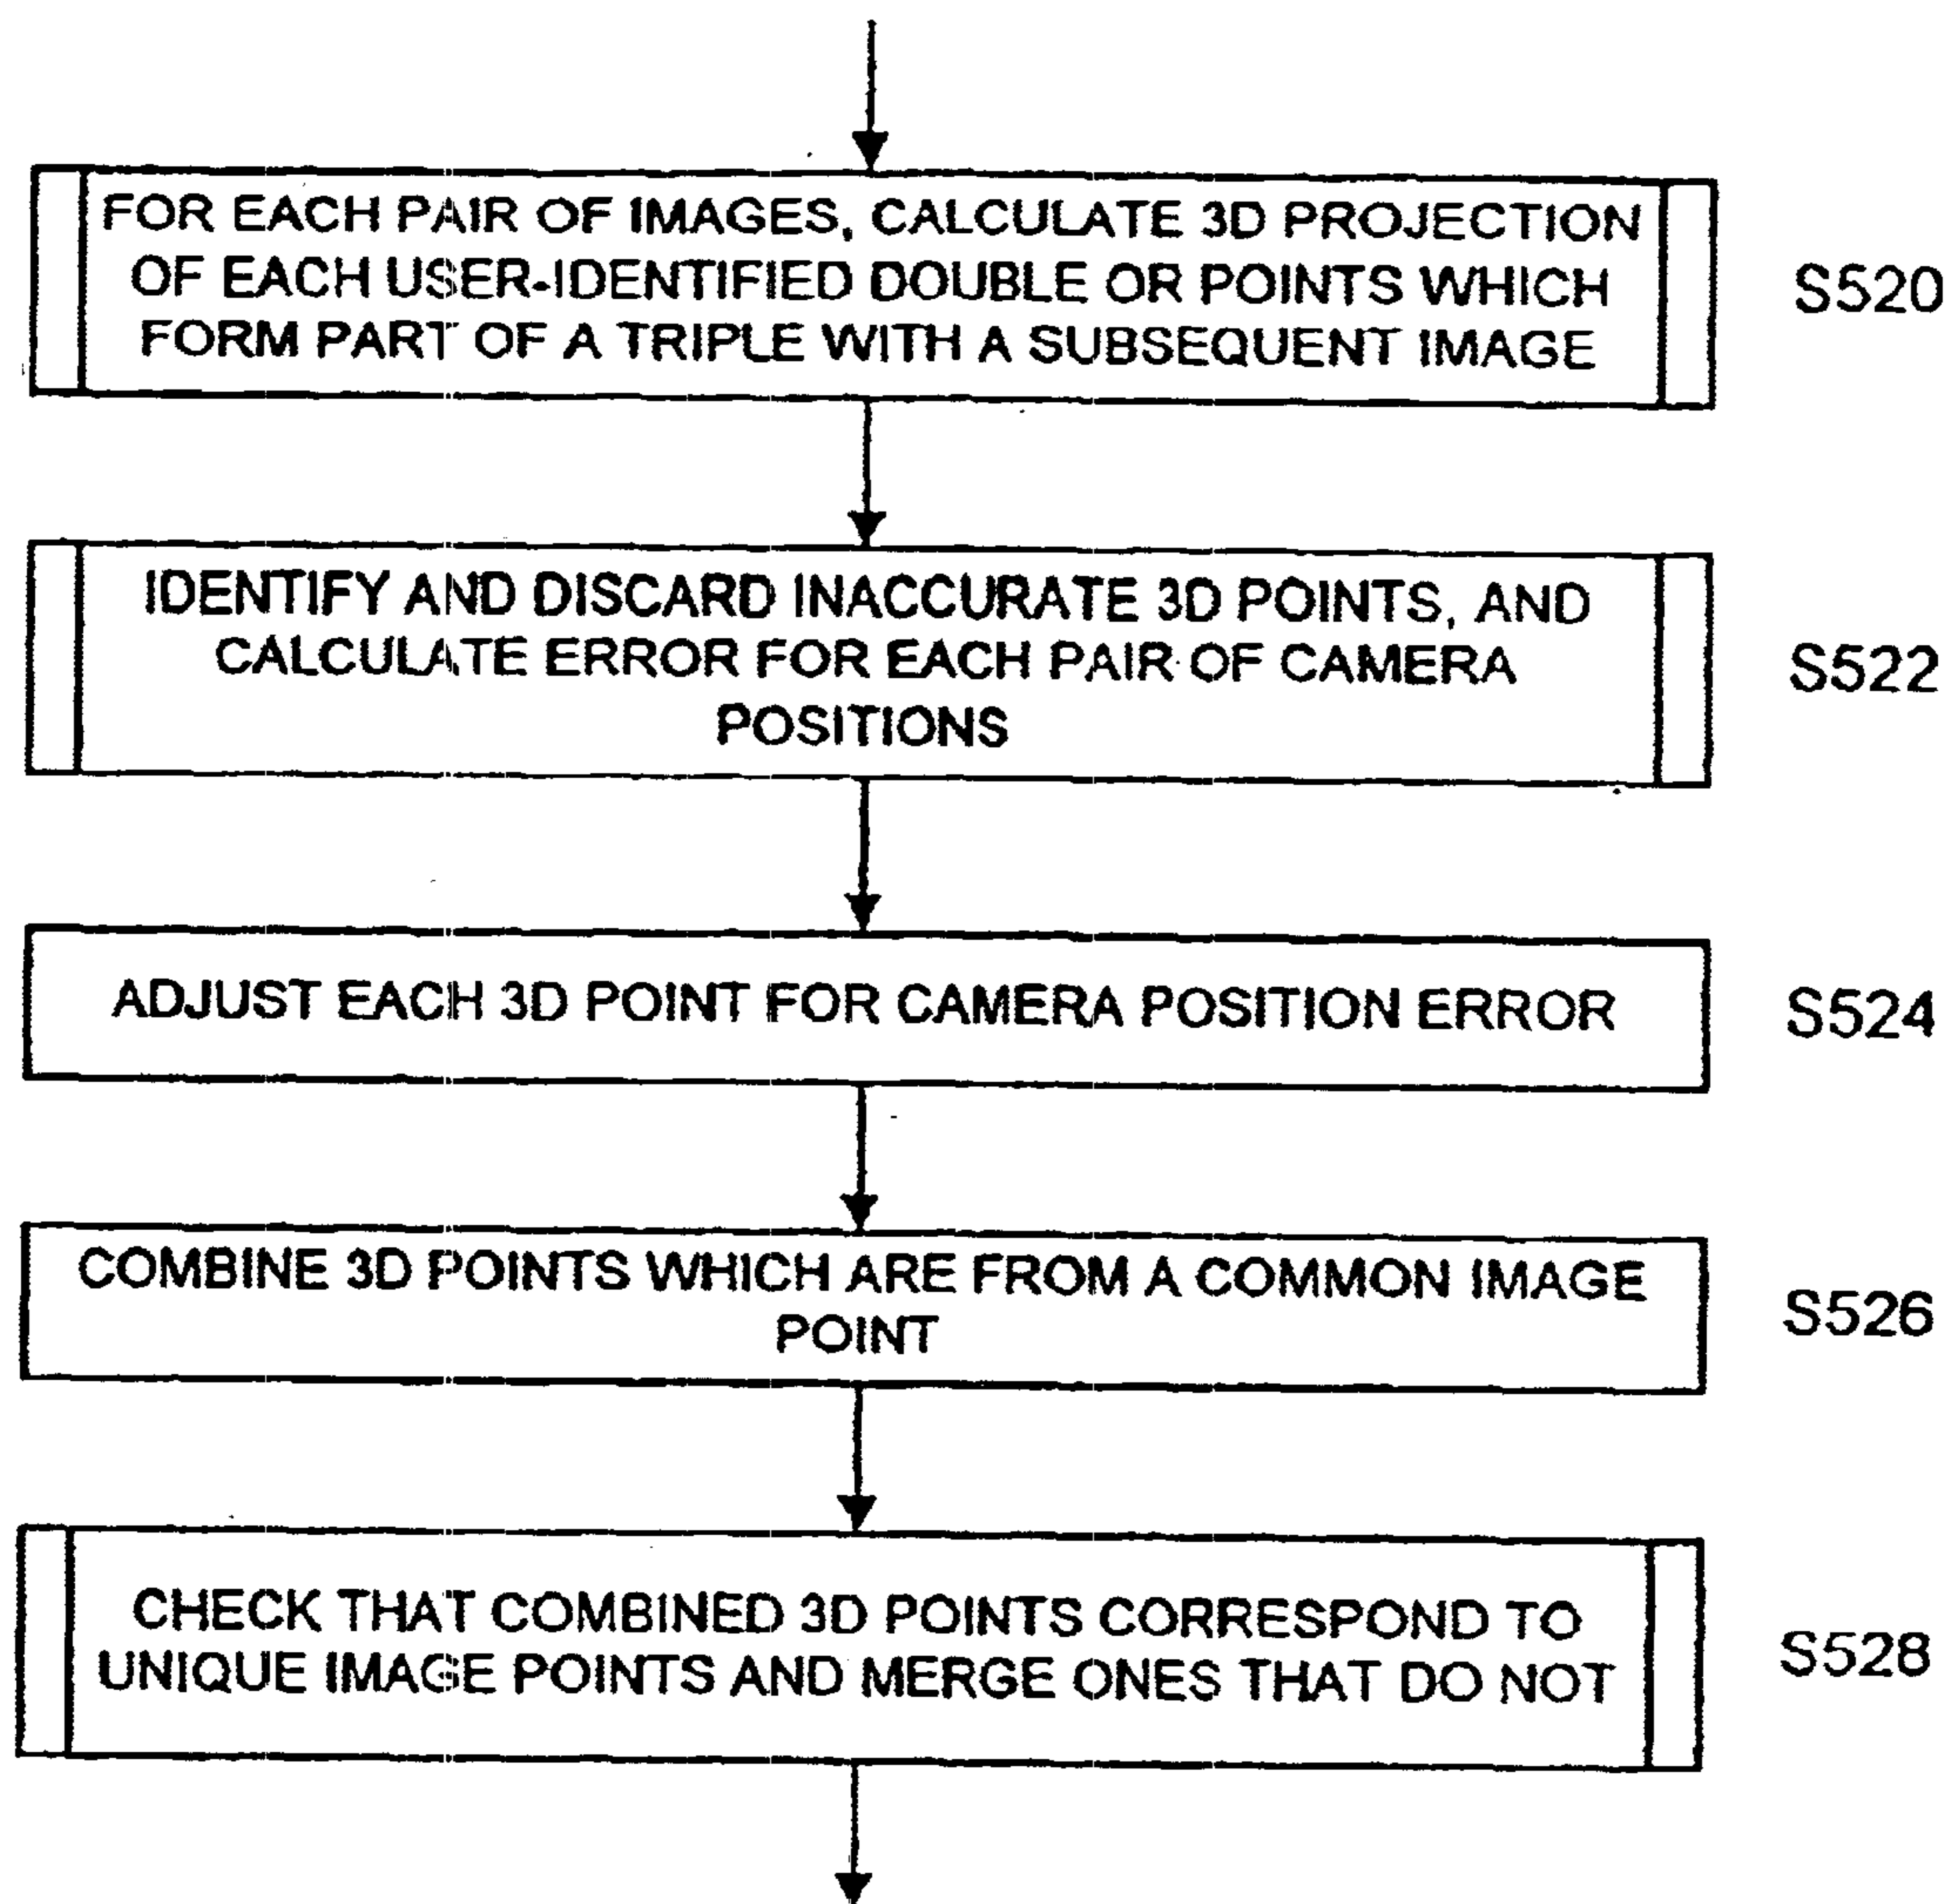 FOR EACH PAIR OF IMAGES, CALCULATE 3D PROJECTION
OF EACH USER-IDENTIFIED DOUBLE OR POINTS WHICH
FORM PART OF A TRIPLE WITH A SUBSEQUENT IMAGE
S520
IDENTIFY AND DISCARD INACCURATE 3D POINTS, AND
CALCULATE ERROR FOR EACH PAIR OF CAMERA
POSITIONS
S522
ADJUST EACH 3D POINT FOR CAMERA POSITION ERROR
S524
COMBINE 3D POINTS WHICH ARE FROM A COMMON IMAGE
POINT
S526
CHECK THAT COMBINED 3D POINTS CORRESPOND TO
UNIQUE IMAGE POINTS AND MERGE ONES THAT DO NOT
S528